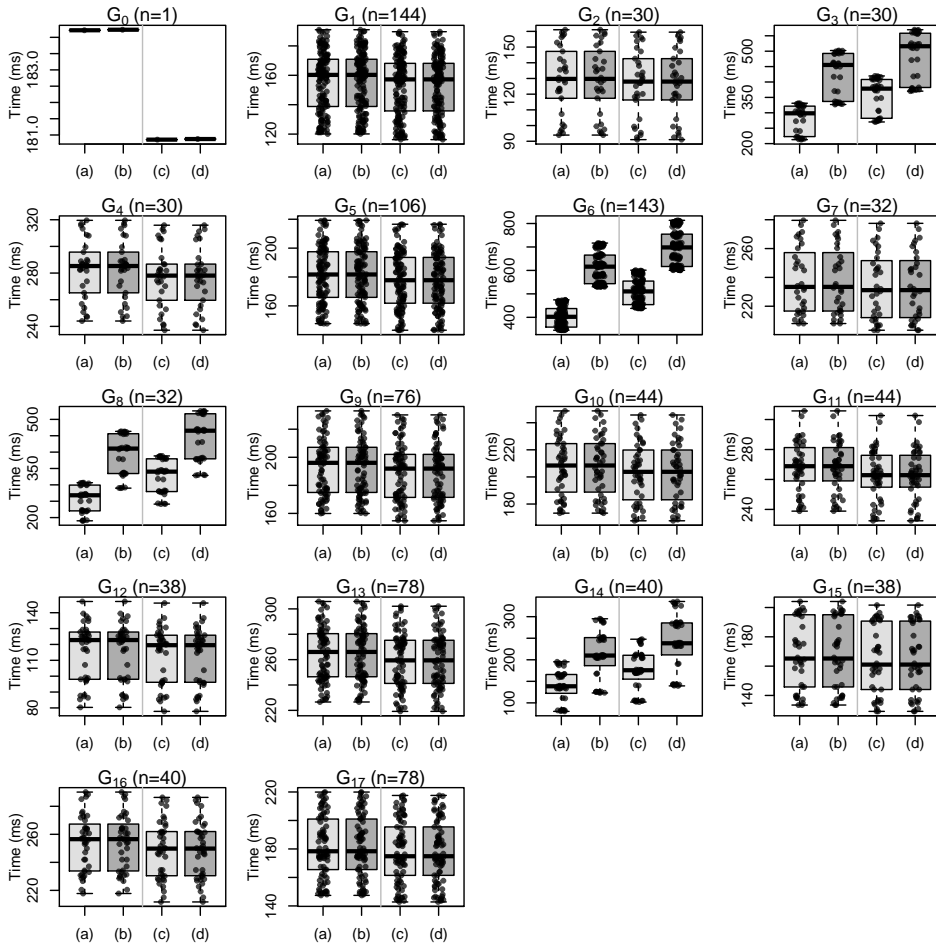 G0 (n=1)
Time (ms)
181.0 183.0
(a) (b) (c) (d)
G1 (n=144)
Time (ms)
120 160
(a) (b) (c) (d)
G2 (n=30)
Time (ms)
90 110 130 150
(a) (b) (c) (d)
G3 (n=30)
Time (ms)
200 350 500
(a) (b) (c) (d)
G4 (n=30)
Time (ms)
240 280 320
(a) (b) (c) (d)
G5 (n=106)
Time (ms)
160 200
(a) (b) (c) (d)
G6 (n=143)
Time (ms)
400 600 800
(a) (b) (c) (d)
G7 (n=32)
Time (ms)
220 260
(a) (b) (c) (d)
G8 (n=32)
Time (ms)
200 350 500
(a) (b) (c) (d)
G9 (n=76)
Time (ms)
160 200
(a) (b) (c) (d)
G10 (n=44)
Time (ms)
180 220
(a) (b) (c) (d)
G11 (n=44)
Time (ms)
240 260 280
(a) (b) (c) (d)
G12 (n=38)
Time (ms)
80 110 140
(a) (b) (c) (d)
G13 (n=78)
Time (ms)
220 260 300
(a) (b) (c) (d)
G14 (n=40)
Time (ms)
100 200 300
(a) (b) (c) (d)
G15 (n=38)
Time (ms)
140 180
(a) (b) (c) (d)
G16 (n=40)
Time (ms)
220 260
(a) (b) (c) (d)
G17 (n=78)
Time (ms)
140 180 220
(a) (b) (c) (d)